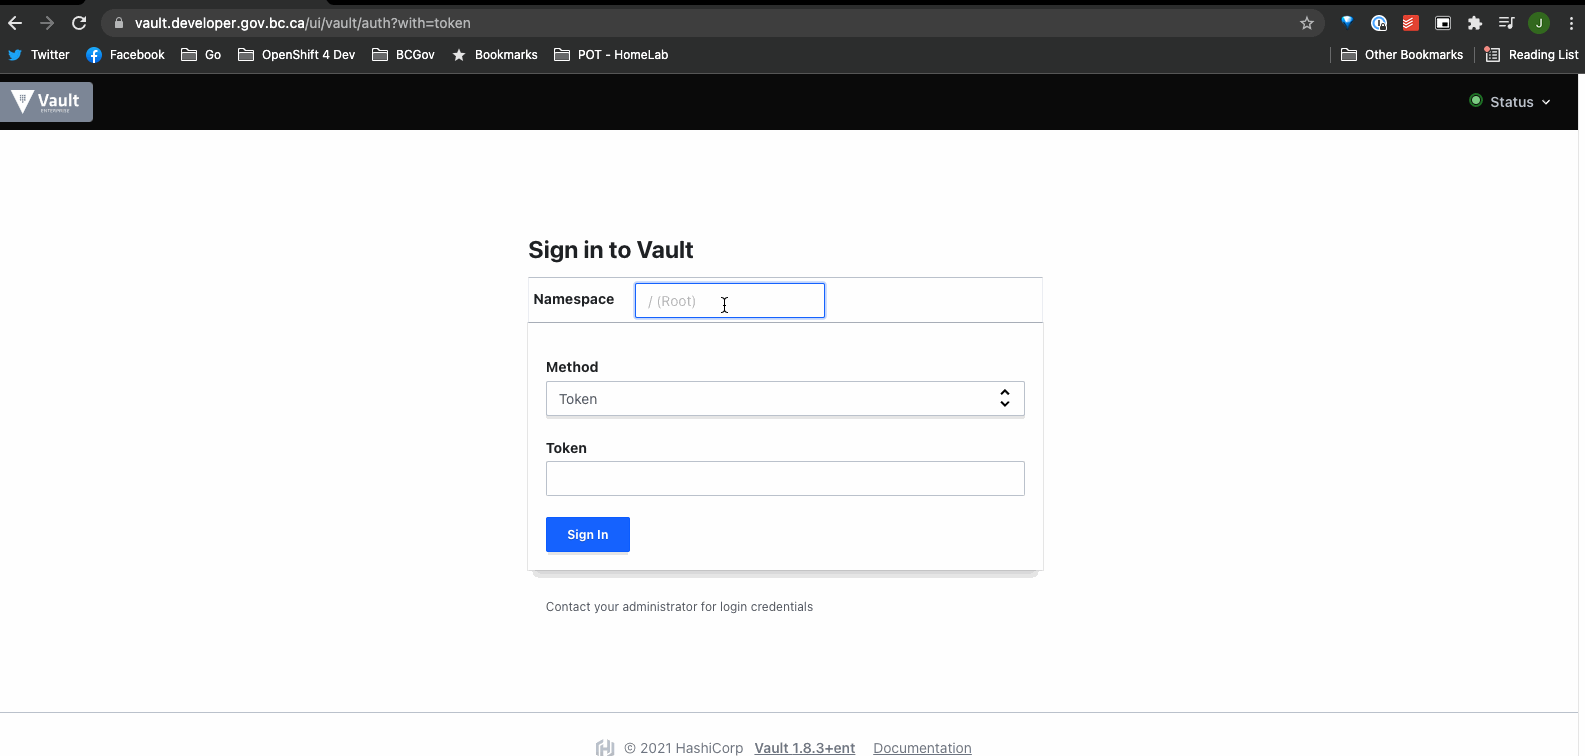 vault.developer.gov.bc.ca/ui/vault/auth?with=token
J
Twitter Facebook Go OpenShift 4 Dev BCGov Bookmarks POT - HomeLab Other Bookmarks Reading List
Vault
ENTERPRISE
Status
Sign in to Vault
Namespace / (Root)
Method
Token
Token
Sign In
Contact your administrator for login credentials
© 2021 HashiCorp Vault 1.8.3+ent Documentation